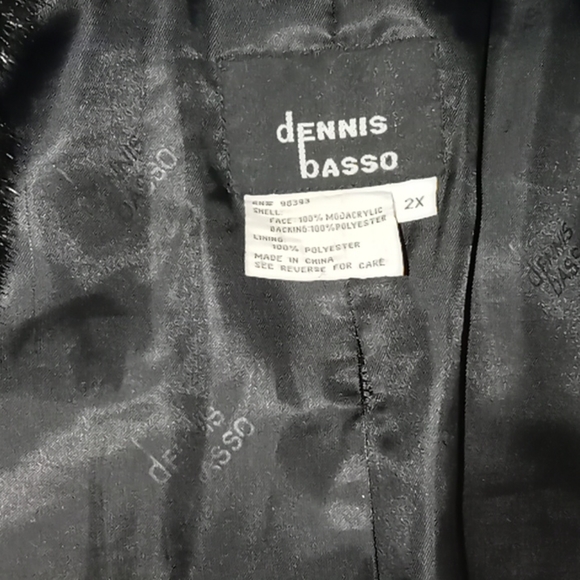 dENNIS
basso
2X
RN# 90393
SHELL:
FACE: 100% MODACRYLIC
BACKING: 100% POLYESTER
LINING:
100% POLYESTER
MADE IN CHINA
SEE REVERSE FOR CARE
dennis
basso
dennis
basso
dennis
basso